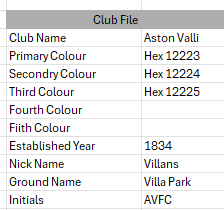 Club File
Club Name Aston Valli
Primary Colour Hex 12223
Secondry Colour Hex 12224
Third Colour Hex 12225
Fourth Colour
Fiith Colour
Established Year 1834
Nick Name Villans
Ground Name Villa Park
Initials AVFC